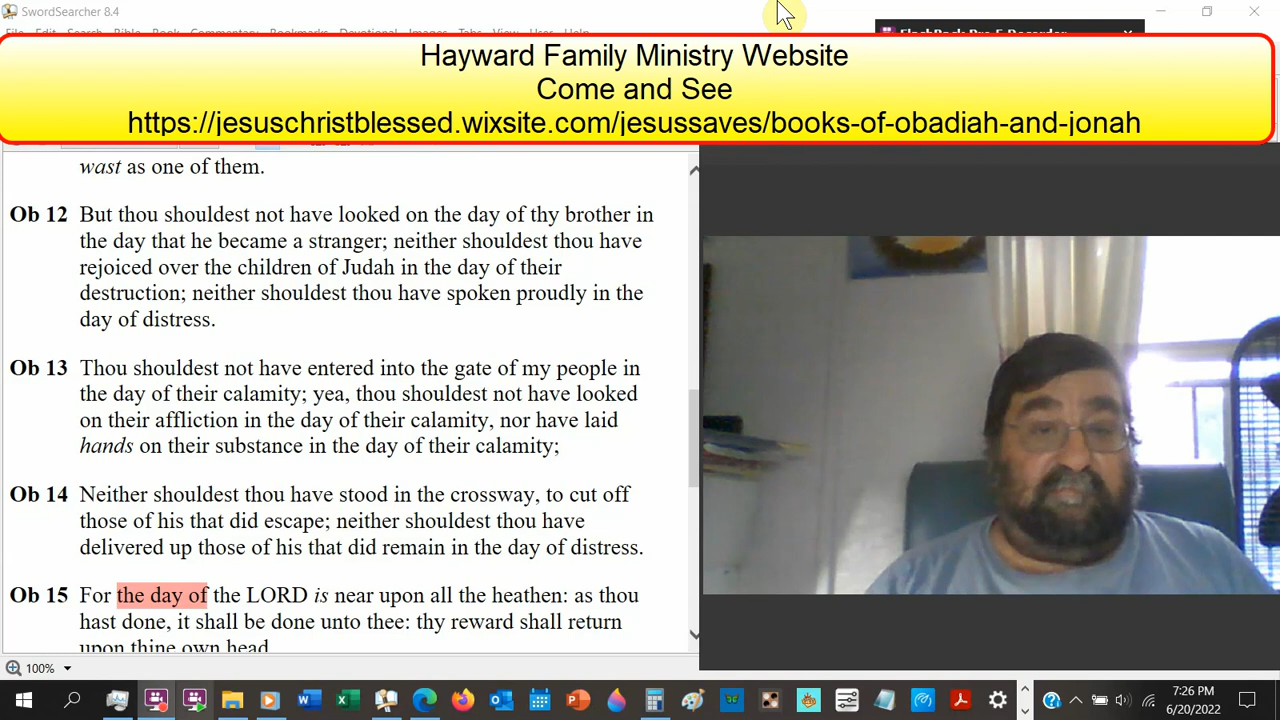 SwordSearcher 8.4
Hayward Family Ministry Website
Come and See
https://jesuschristblessed.wixsite.com/jesussaves/books-of-obadiah-and-jonah
wast as one of them.
Ob 12 But thou shouldest not have looked on the day of thy brother in
the day that he became a stranger; neither shouldest thou have
rejoiced over the children of Judah in the day of their
destruction; neither shouldest thou have spoken proudly in the
day of distress.
Ob 13 Thou shouldest not have entered into the gate of my people in
the day of their calamity; yea, thou shouldest not have looked
on their affliction in the day of their calamity, nor have laid
hands on their substance in the day of their calamity;
Ob 14 Neither shouldest thou have stood in the crossway, to cut off
those of his that did escape; neither shouldest thou have
delivered up those of his that did remain in the day of distress.
Ob 15 For the day of the LORD is near upon all the heathen: as thou
hast done, it shall be done unto thee: thy reward shall return
upon thine own head.
100%
7:26 PM
6/20/2022